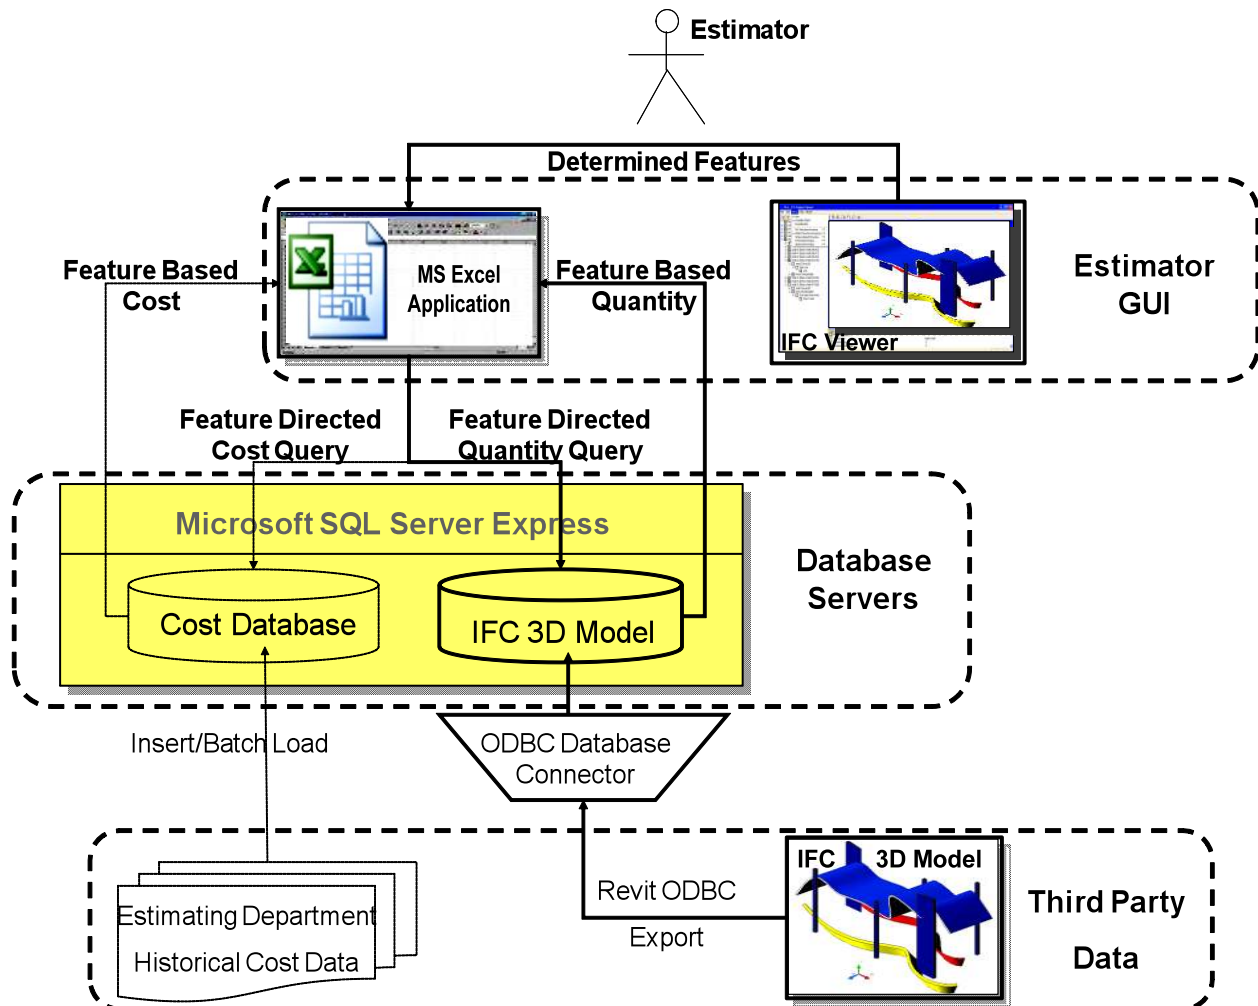 Estimator
Determined Features
Feature Based
Cost
MS Excel
Application
Feature Based
Quantity
IFC Viewer
Estimator
GUI
Feature Directed
Cost Query
Feature Directed
Quantity Query
Microsoft SQL Server Express
Cost Database
IFC 3D Model
Database
Servers
Insert/Batch Load
ODBC Database
Connector
Estimating Department
Historical Cost Data
Revit ODBC
Export
IFC 3D Model
Third Party
Data